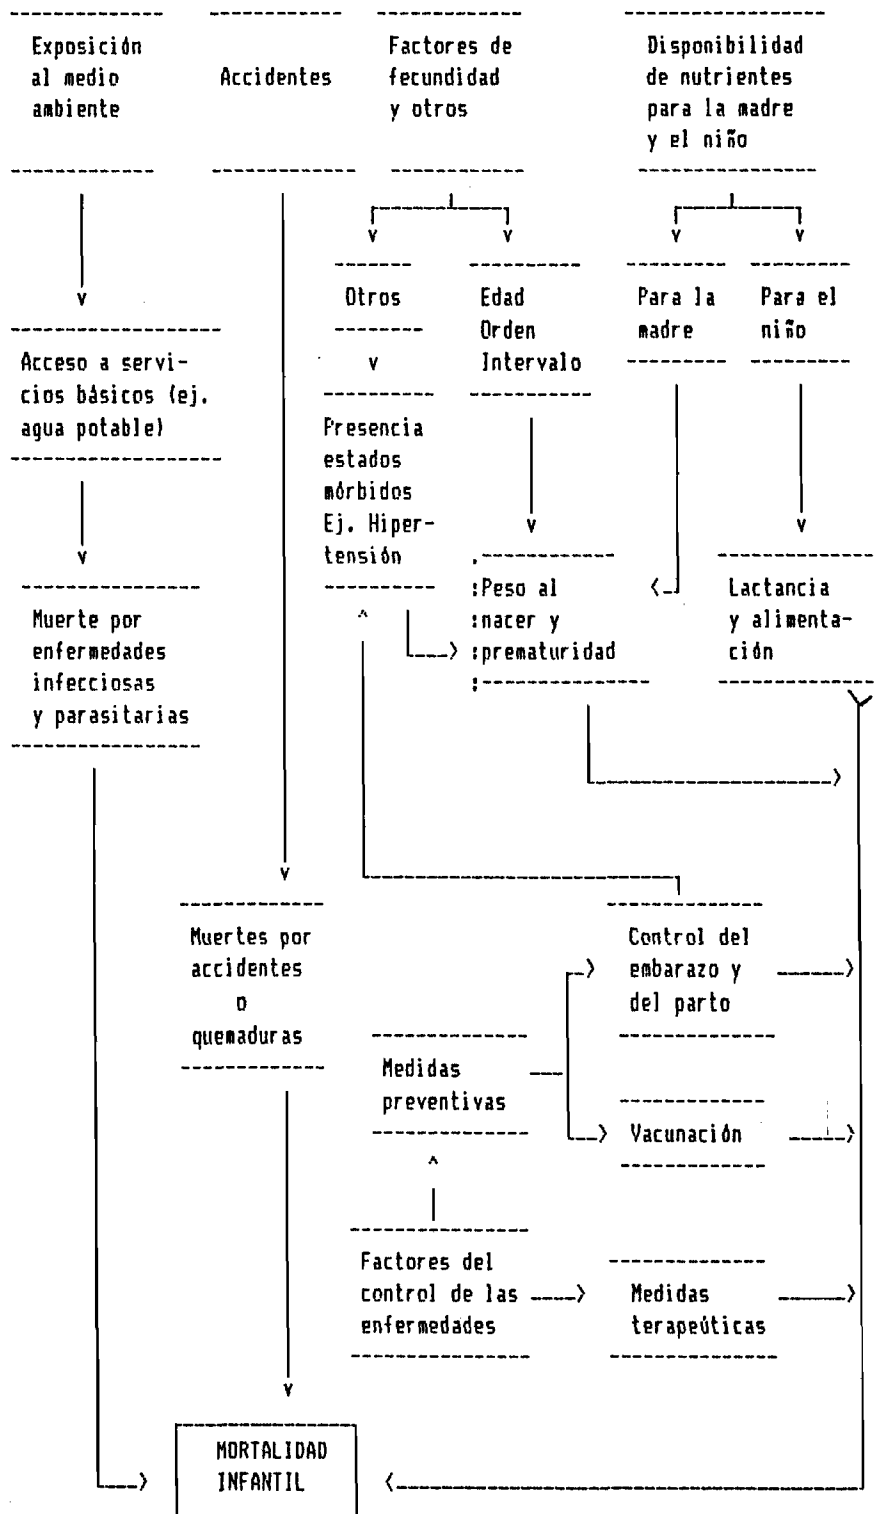 Exposición
al medio
ambiente
Accidentes
Factores de
fecundidad
y otros
Disponibilidad
de nutrientes
para la madre
y el niño
Otros
Edad
Orden
Intervalo
Para la
madre
Para el
niño
Acceso a servi-
cios básicos (ej.
agua potable)
Presencia
estados
mórbidos
Ej. Hiper-
tensión
Muerte por
enfermedades
infecciosas
y parasitarias
Peso al
nacer y
prematuridad
Lactancia
y alimenta-
ción
Muertes por
accidentes
o
quemaduras
Control del
embarazo y
del parto
Medidas
preventivas
Vacunación
Factores del
control de las
enfermedades
Medidas
terapeúticas
MORTALIDAD
INFANTIL